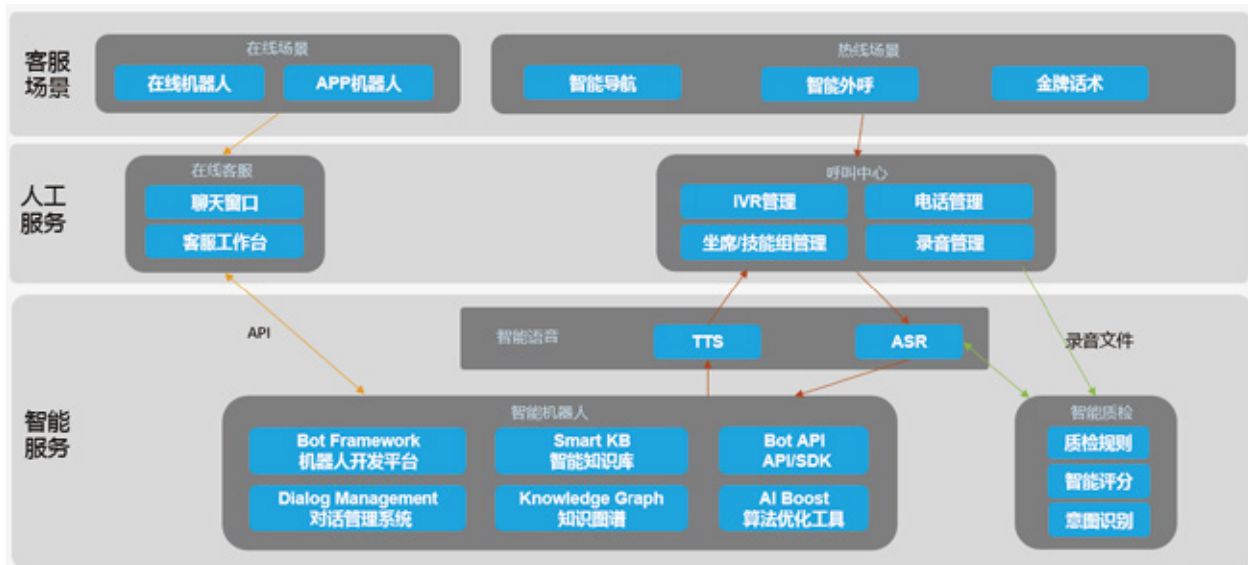 客服
场景
在线场景
在线机器人
APP机器人
热线场景
智能导航
智能外呼
金牌话术
人工
服务
在线客服
聊天窗口
客服工作台
呼叫中心
IVR管理
电话管理
坐席/技能组管理
录音管理
智能
服务
API
智能语音
TTS
ASR
录音文件
智能机器人
Bot Framework
机器人开发平台
Smart KB
智能知识库
Bot API
API/SDK
Dialog Management
对话管理系统
Knowledge Graph
知识图谱
AI Boost
算法优化工具
智能质检
质检规则
智能评分
意图识别